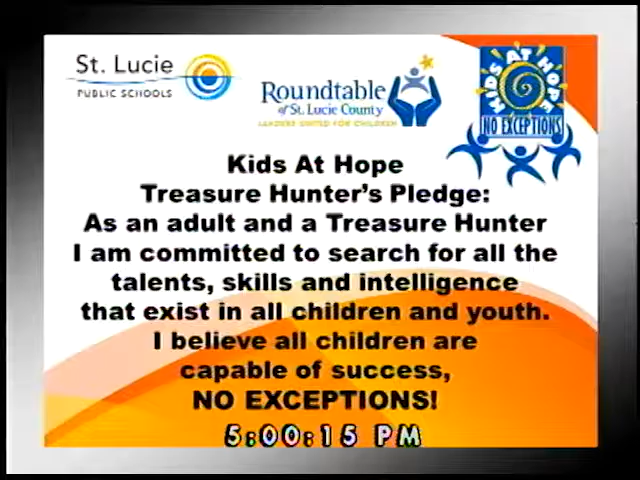 St. Lucie
PUBLIC SCHOOLS
Roundtable
of St. Lucie County
LEADERS UNITED FOR CHILDREN
KIDS AT HOPE
NO EXCEPTIONS
Kids At Hope
Treasure Hunter's Pledge:
As an adult and a Treasure Hunter
I am committed to search for all the
talents, skills and intelligence
that exist in all children and youth.
I believe all children are
capable of success,
NO EXCEPTIONS!
5:00:15 PM